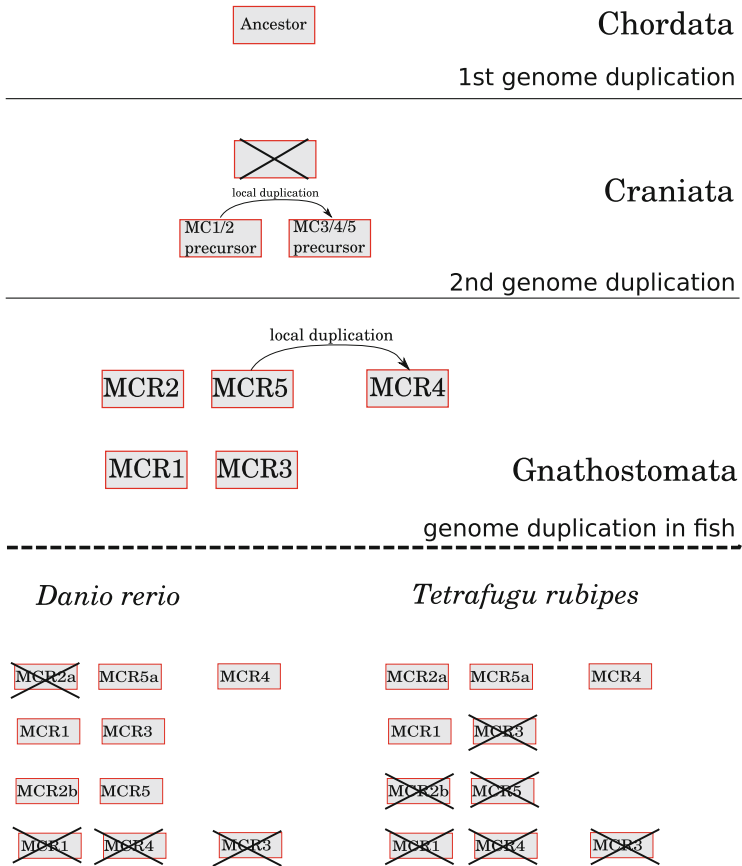 Ancestor
Chordata
1st genome duplication
local duplication
Craniata
MC1/2
precursor
MC3/4/5
precursor
2nd genome duplication
local duplication
MCR2 MCR5 MCR4
MCR1 MCR3
Gnathostomata
genome duplication in fish
Danio rerio
Tetrafugu rubipes
MCR2a MCR5a MCR4 MCR2a MCR5a MCR4
MCR1 MCR3 MCR1 MCR3
MCR2b MCR5 MCR2b MCR5
MCR1 MCR4 MCR3 MCR1 MCR4 MCR3